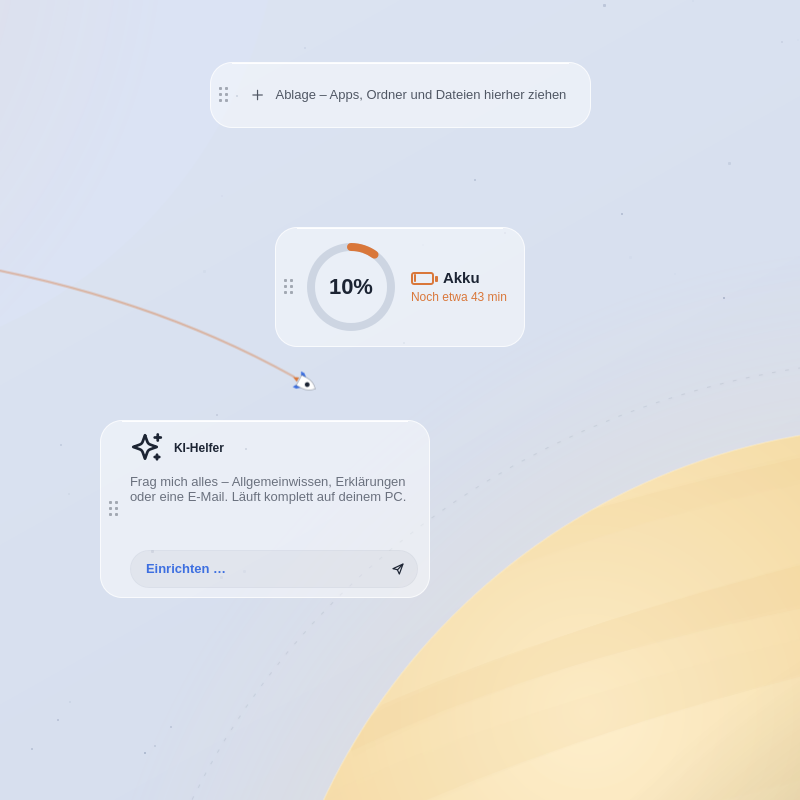 Ablage – Apps, Ordner und Dateien hierher ziehen
10%
Akku
Noch etwa 43 min
KI-Helfer
Frag mich alles – Allgemeinwissen, Erklärungen
oder eine E-Mail. Läuft komplett auf deinem PC.
Einrichten …